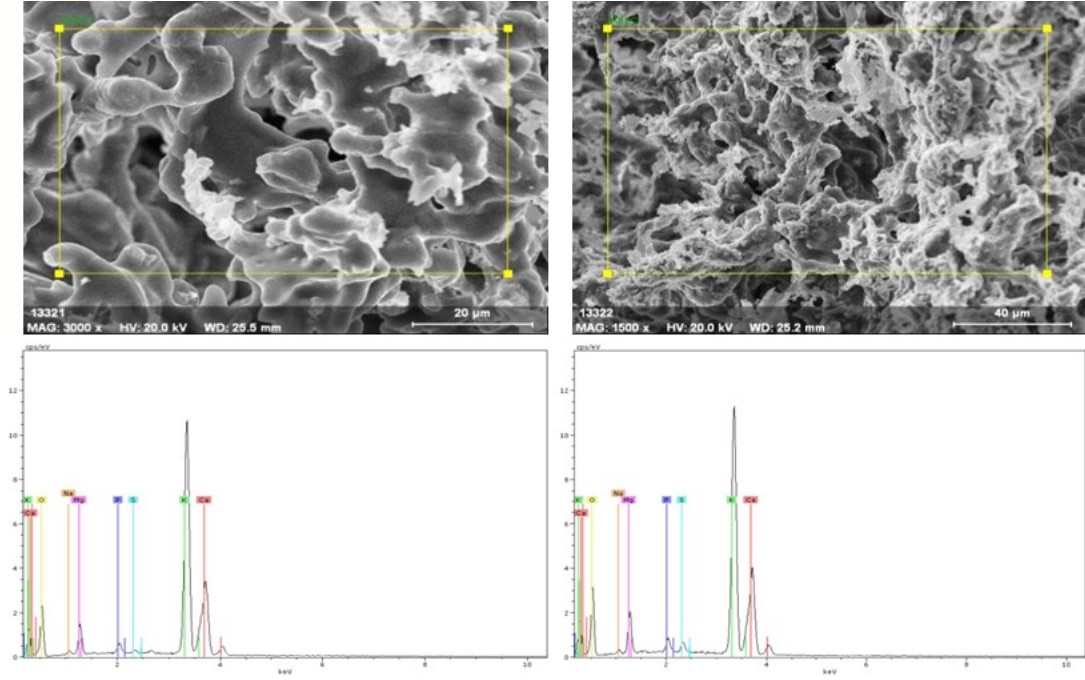 13321
MAG: 3000 x HV: 20.0 kV WD: 25.5 mm
20 µm
13322
MAG: 1500 x HV: 20.0 kV WD: 25.2 mm
40 µm
cps/eV
12
10
8
6
4
2
0
K O Na Mg P S K Ca
Ca
2 4 6 8 10
keV
cps/eV
12
10
8
6
4
2
0
K O Na Mg P S K Ca
Ca
2 4 6 8 10
keV